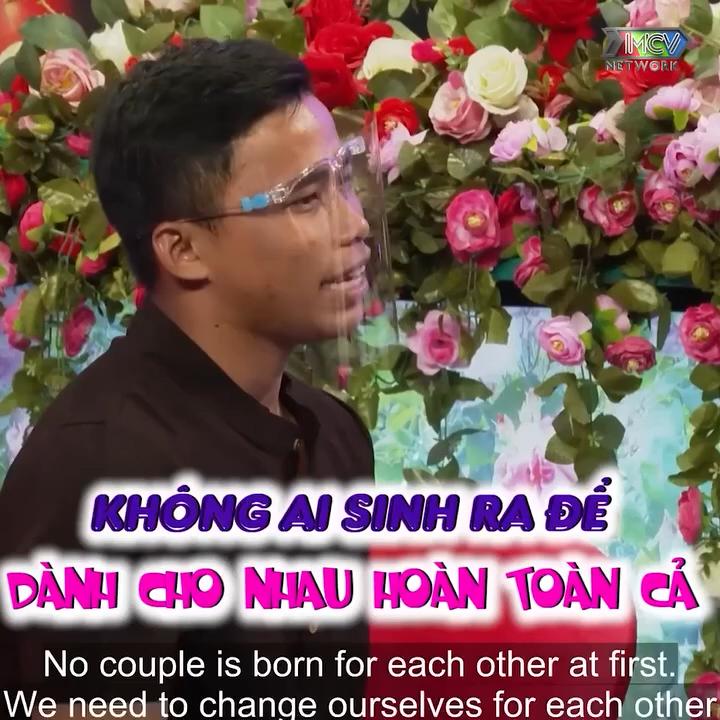 MCV
NETWORK
KHÔNG AI SINH RA ĐỂ
DÀNH CHO NHAU HOÀN TOÀN CẢ
No couple is born for each other at first.
We need to change ourselves for each other